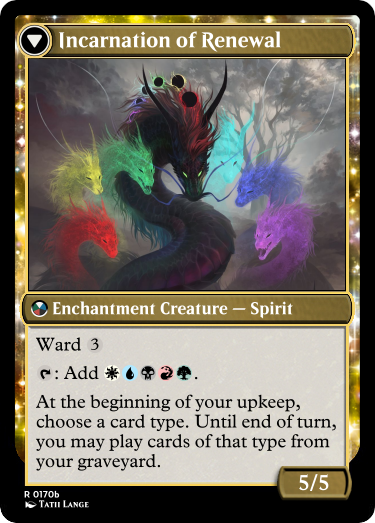 Incarnation of Renewal
Enchantment Creature — Spirit
Ward 3
: Add .
At the beginning of your upkeep,
choose a card type. Until end of turn,
you may play cards of that type from
your graveyard.
5/5
R 0170b
Tatii Lange